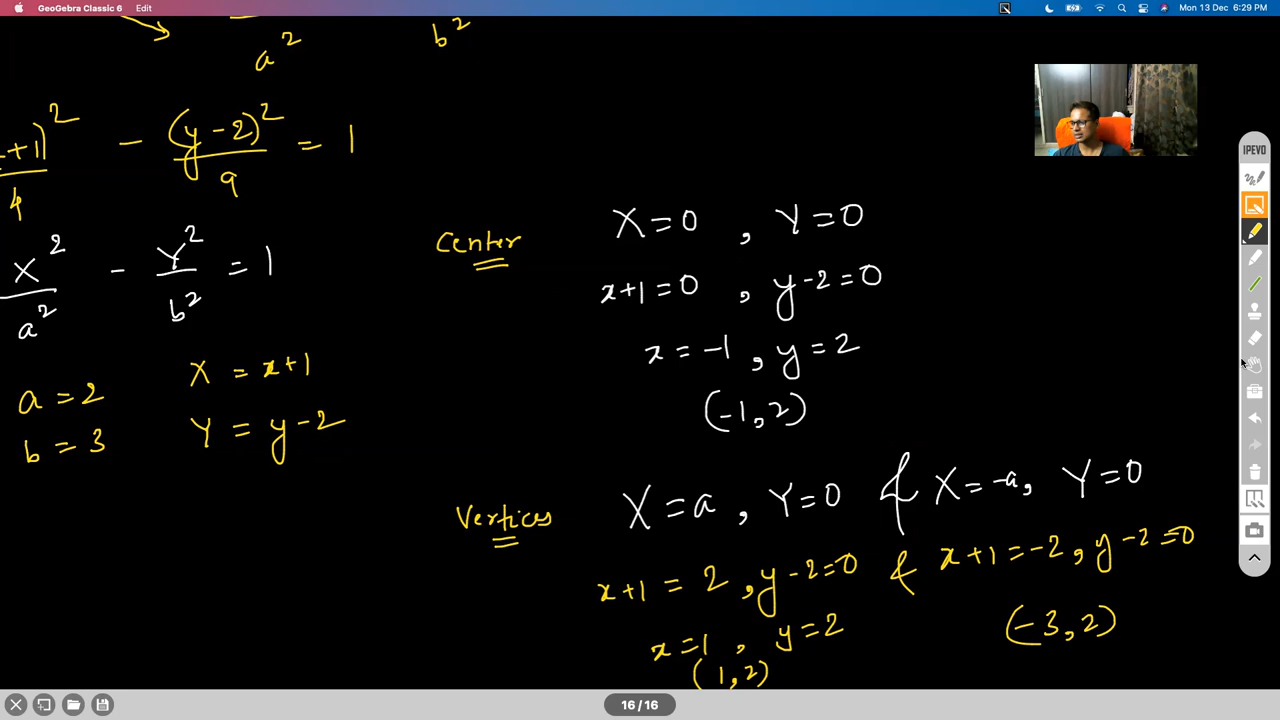 GeoGebra Classic 6 Edit Mon 13 Dec 6:29 PM
a² b²
+1)²/4 - (y-2)²/9 = 1
X²/a² - Y²/b² = 1
a = 2 X = x+1
b = 3 Y = y-2
Center X=0 , Y=0
x+1=0 , y-2=0
x=-1 , y=2
(-1,2)
Vertices X=a , Y=0 & X=-a, Y=0
x+1=2 , y-2=0 & x+1=-2, y-2=0
x=1 , y=2 (-3,2)
(1,2)
IPEVO
16/16